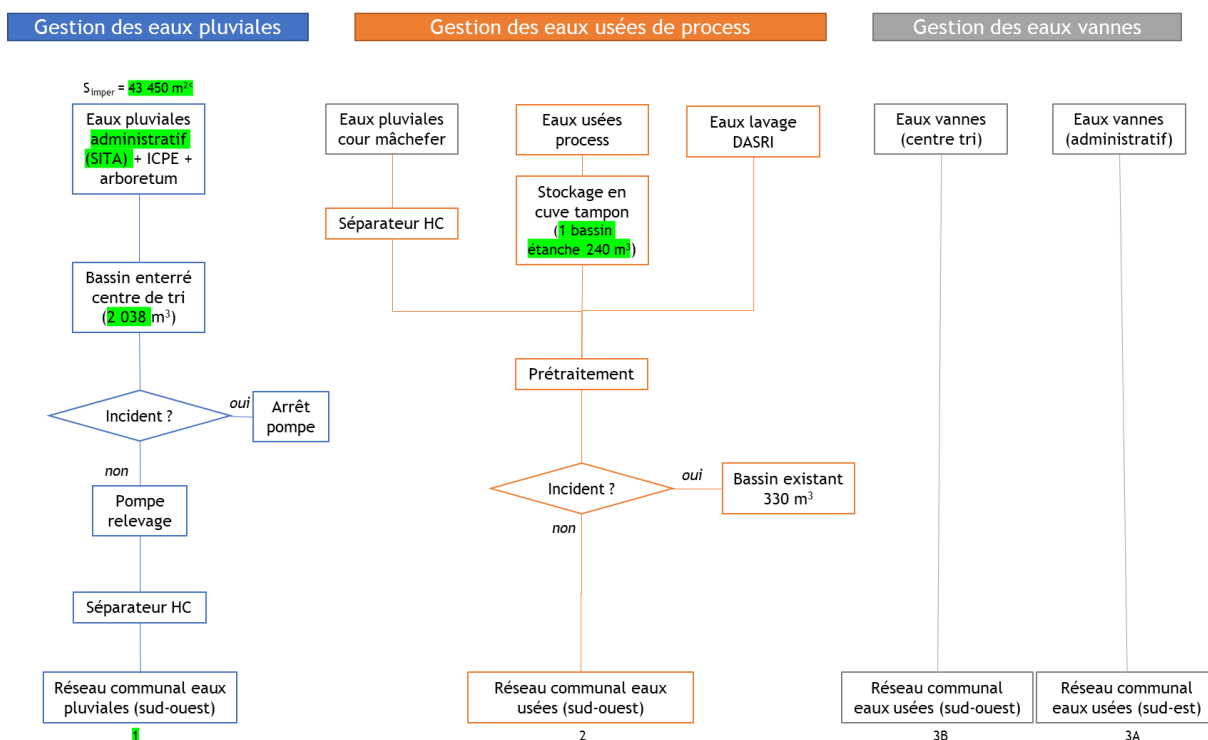 Gestion des eaux pluviales
Gestion des eaux usées de process
Gestion des eaux vannes
Simper = 43 450 m²‹
Eaux pluviales
administratif
(SITA) + ICPE +
arboretum
Bassin enterré
centre de tri
(2 038 m³)
Incident ?
oui
Arrêt
pompe
non
Pompe
relevage
Séparateur HC
Réseau communal eaux
pluviales (sud-ouest)
1
Eaux pluviales
cour mâchefer
Séparateur HC
Eaux usées
process
Stockage en
cuve tampon
(1 bassin
étanche 240 m³)
Eaux lavage
DASRI
Prétraitement
Incident ?
oui
Bassin existant
330 m³
non
Réseau communal eaux
usées (sud-ouest)
2
Eaux vannes
(centre tri)
Réseau communal
eaux usées (sud-ouest)
3B
Eaux vannes
(administratif)
Réseau communal
eaux usées (sud-est)
3A